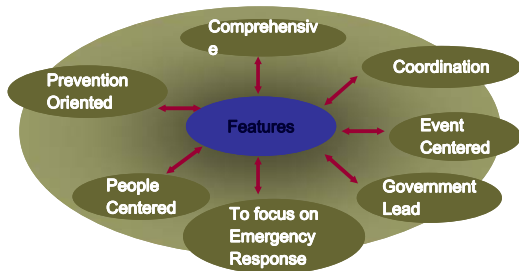 Comprehensiv
e
Prevention
Oriented
Coordination
Features
Event
Centered
People
Centered
Government
Lead
To focus on
Emergency
Response